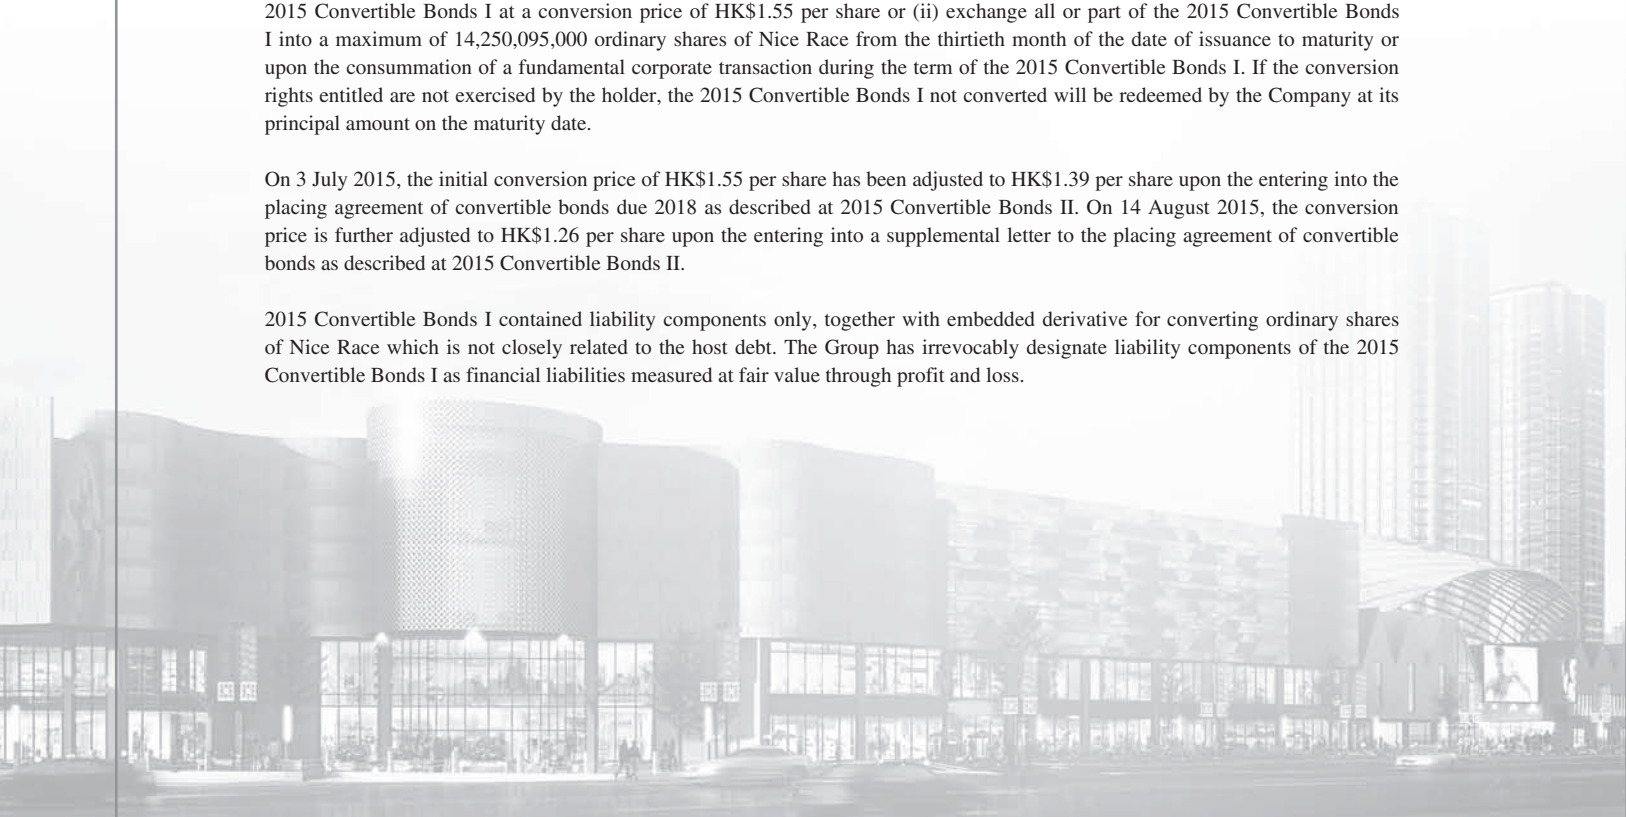 2015 Convertible Bonds I at a conversion price of HK$1.55 per share or (ii) exchange all or part of the 2015 Convertible Bonds
I into a maximum of 14,250,095,000 ordinary shares of Nice Race from the thirtieth month of the date of issuance to maturity or
upon the consummation of a fundamental corporate transaction during the term of the 2015 Convertible Bonds I. If the conversion
rights entitled are not exercised by the holder, the 2015 Convertible Bonds I not converted will be redeemed by the Company at its
principal amount on the maturity date.
On 3 July 2015, the initial conversion price of HK$1.55 per share has been adjusted to HK$1.39 per share upon the entering into the
placing agreement of convertible bonds due 2018 as described at 2015 Convertible Bonds II. On 14 August 2015, the conversion
price is further adjusted to HK$1.26 per share upon the entering into a supplemental letter to the placing agreement of convertible
bonds as described at 2015 Convertible Bonds II.
2015 Convertible Bonds I contained liability components only, together with embedded derivative for converting ordinary shares
of Nice Race which is not closely related to the host debt. The Group has irrevocably designate liability components of the 2015
Convertible Bonds I as financial liabilities measured at fair value through profit and loss.